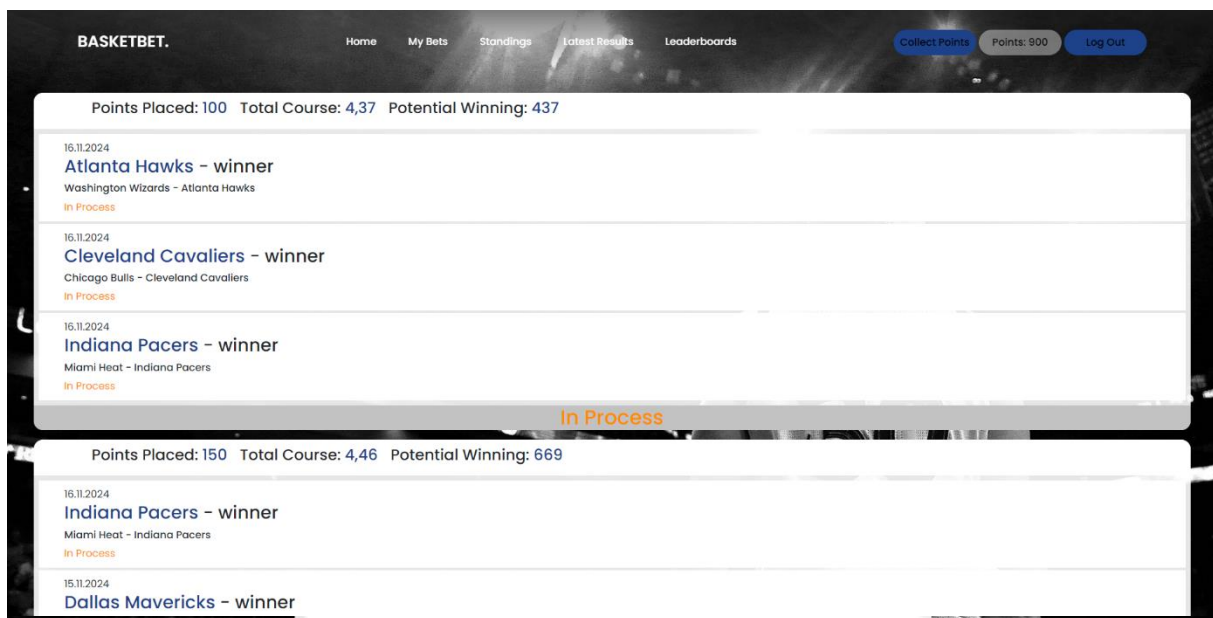 BASKETBET. Home My Bets Standings Latest Results Leaderboards Collect Points Points: 900 Log Out
Points Placed: 100 Total Course: 4,37 Potential Winning: 437
16.11.2024
Atlanta Hawks - winner
Washington Wizards - Atlanta Hawks
In Process
16.11.2024
Cleveland Cavaliers - winner
Chicago Bulls - Cleveland Cavaliers
In Process
16.11.2024
Indiana Pacers - winner
Miami Heat - Indiana Pacers
In Process
In Process
Points Placed: 150 Total Course: 4,46 Potential Winning: 669
16.11.2024
Indiana Pacers - winner
Miami Heat - Indiana Pacers
In Process
15.11.2024
Dallas Mavericks - winner